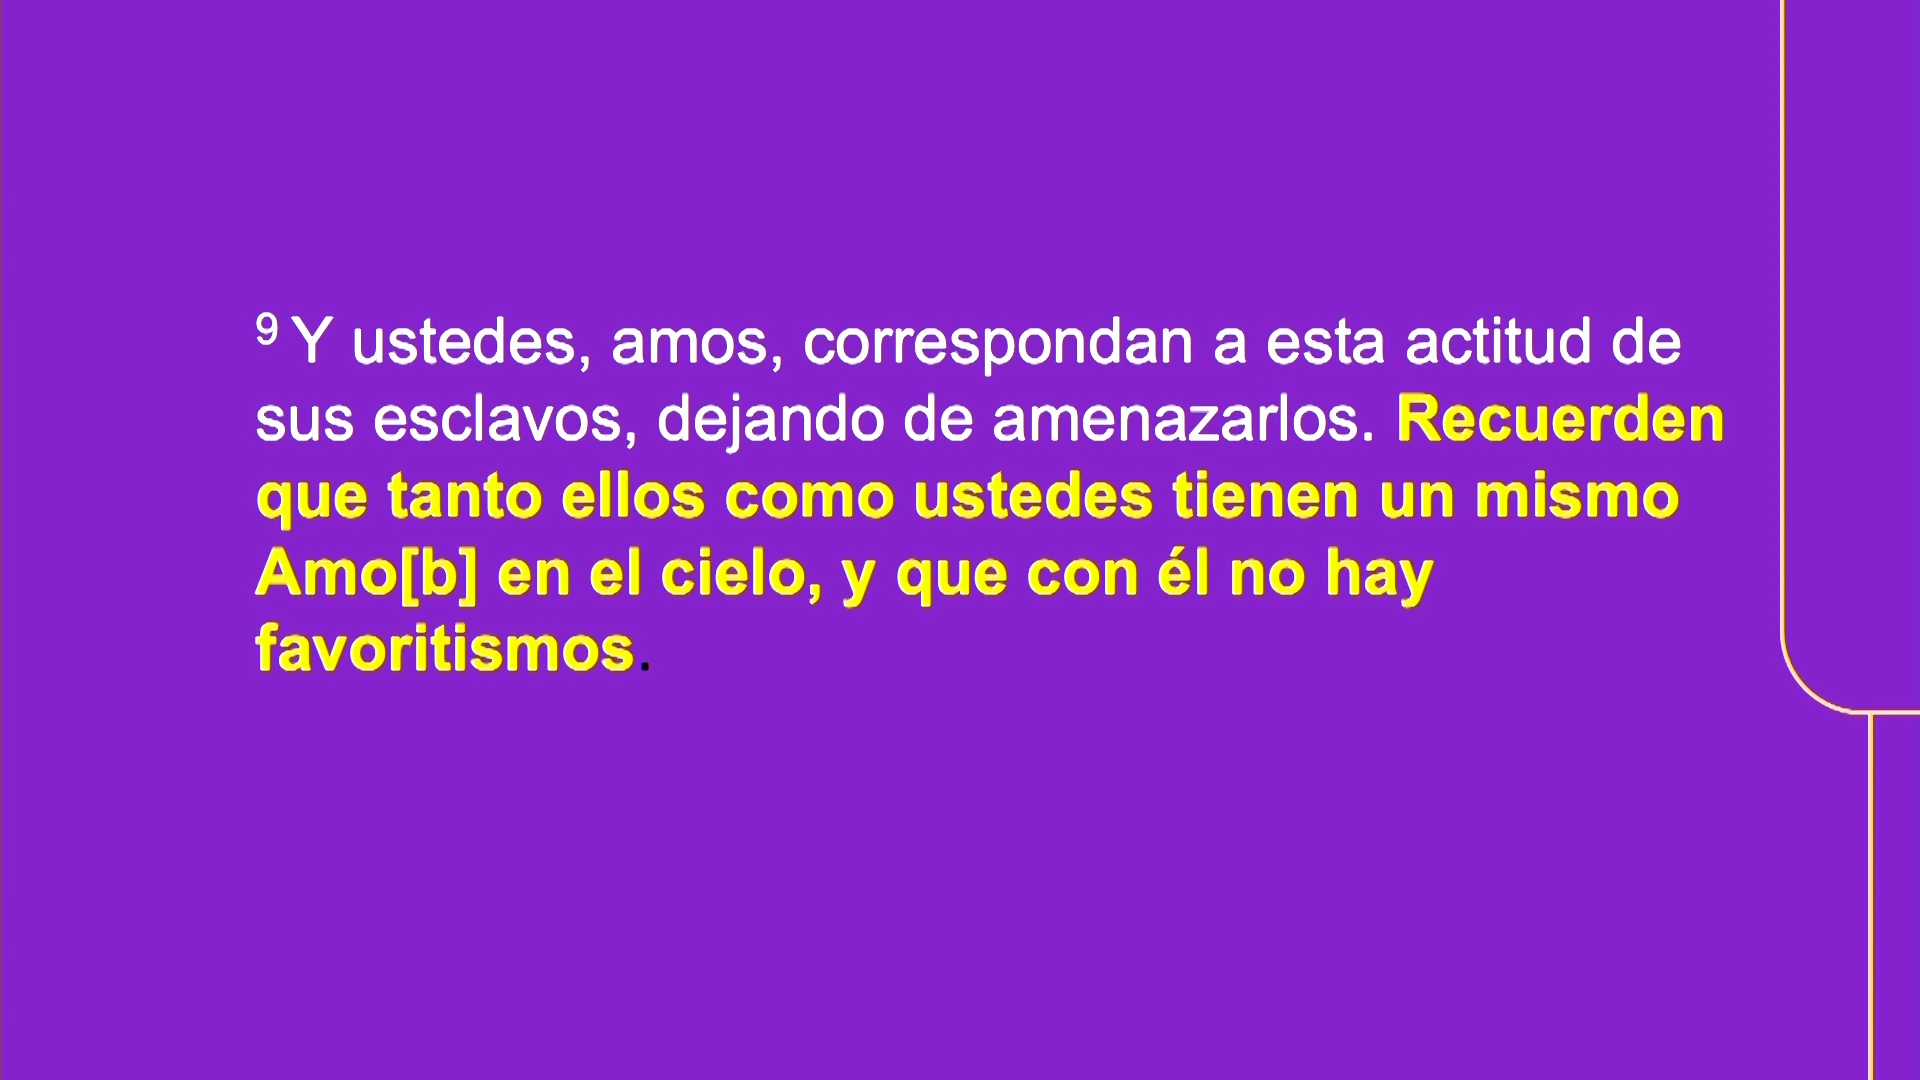 9 Y ustedes, amos, correspondan a esta actitud de
sus esclavos, dejando de amenazarlos. Recuerden
que tanto ellos como ustedes tienen un mismo
Amo[b] en el cielo, y que con él no hay
favoritismos.